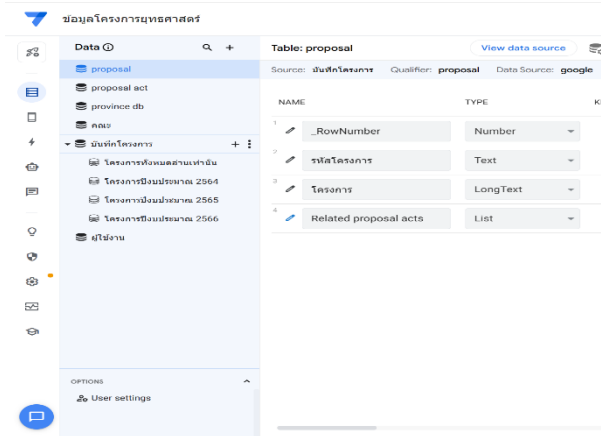 ข้อมูลโครงการยุทธศาสตร์
Data
proposal
proposal act
province db
คณะ
บันทึกโครงการ
โครงการทั้งหมดอ่านเท่านั้น
โครงการปีงบประมาณ 2564
โครงการปีงบประมาณ 2565
โครงการปีงบประมาณ 2566
ผู้ใช้งาน
OPTIONS
User settings
Table: proposal
View data source
Source: บันทึกโครงการ Qualifier: proposal Data Source: google
NAME TYPE K
1 _RowNumber Number
2 รหัสโครงการ Text
3 โครงการ LongText
4 Related proposal acts List